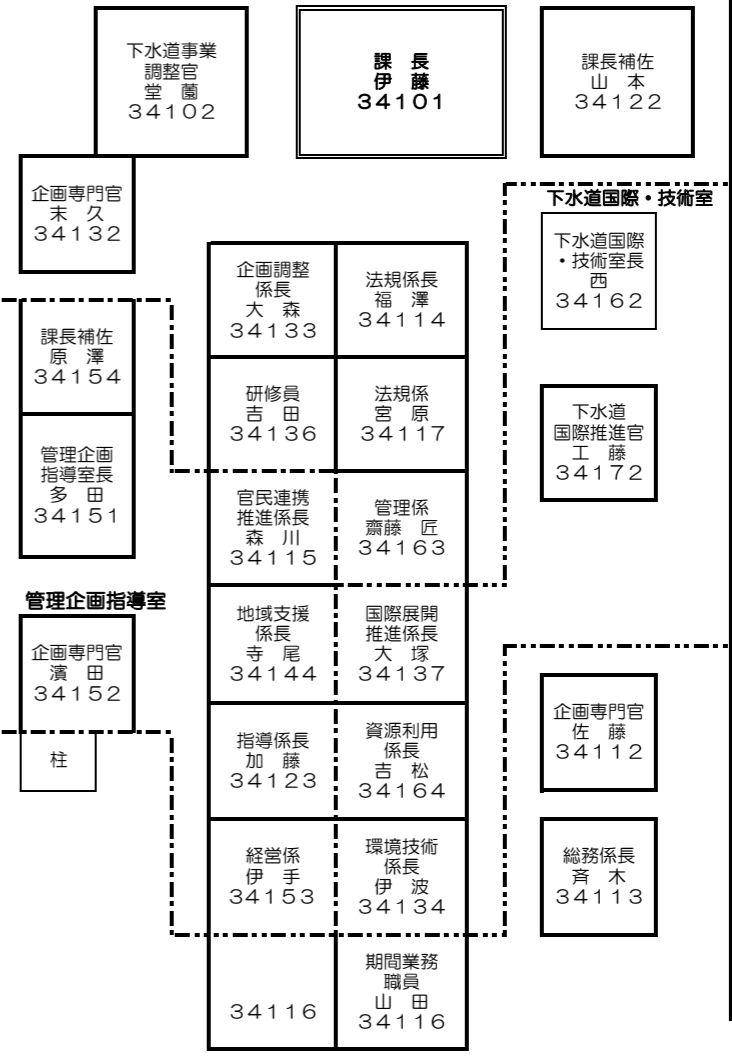 下水道事業
調整官
堂　薗
３４１０２
課　長
伊　藤
３４１０１
課長補佐
山　本
３４１２２
企画専門官
末　久
３４１３２
下水道国際・技術室
下水道国際
・技術室長
西
３４１６２
企画調整
係長
大　森
３４１３３
法規係長
福　澤
３４１１４
課長補佐
原　澤
３４１５４
研修員
吉　田
３４１３６
法規係
宮　原
３４１１７
下水道
国際推進官
工　藤
３４１７２
管理企画
指導室長
多　田
３４１５１
官民連携
推進係長
森　川
３４１１５
管理係
齋藤　匠
３４１６３
管理企画指導室
企画専門官
濱　田
３４１５２
地域支援
係長
寺　尾
３４１４４
国際展開
推進係長
大　塚
３４１３７
企画専門官
佐　藤
３４１１２
柱
指導係長
加　藤
３４１２３
資源利用
係長
吉　松
３４１６４
経営係
伊　手
３４１５３
環境技術
係長
伊　波
３４１３４
総務係長
斉　木
３４１１３
３４１１６
期間業務
職員
山　田
３４１１６